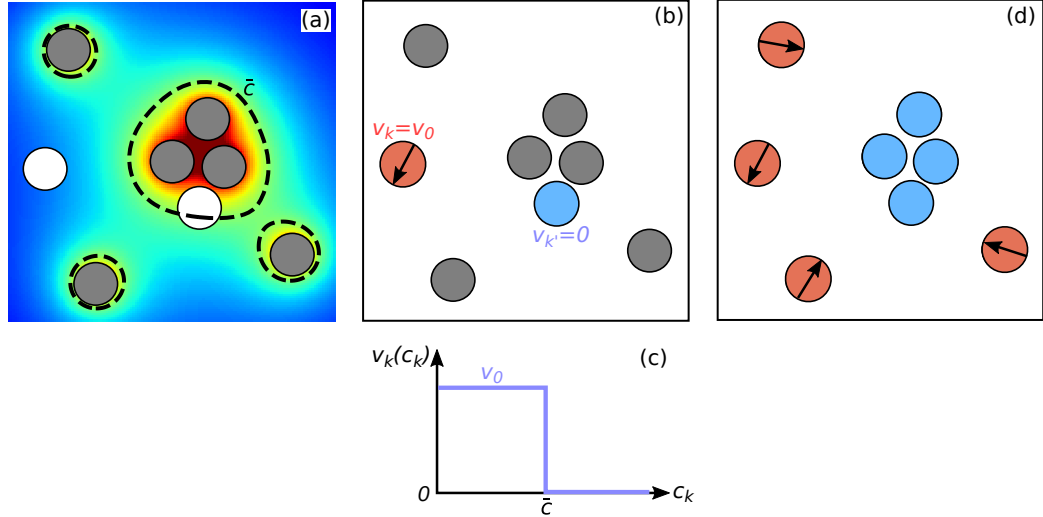 (a)
c̄
(b)
v_k=v_0
v_k'=0
(d)
v_k(c_k)
(c)
v_0
0
c̄
c_k